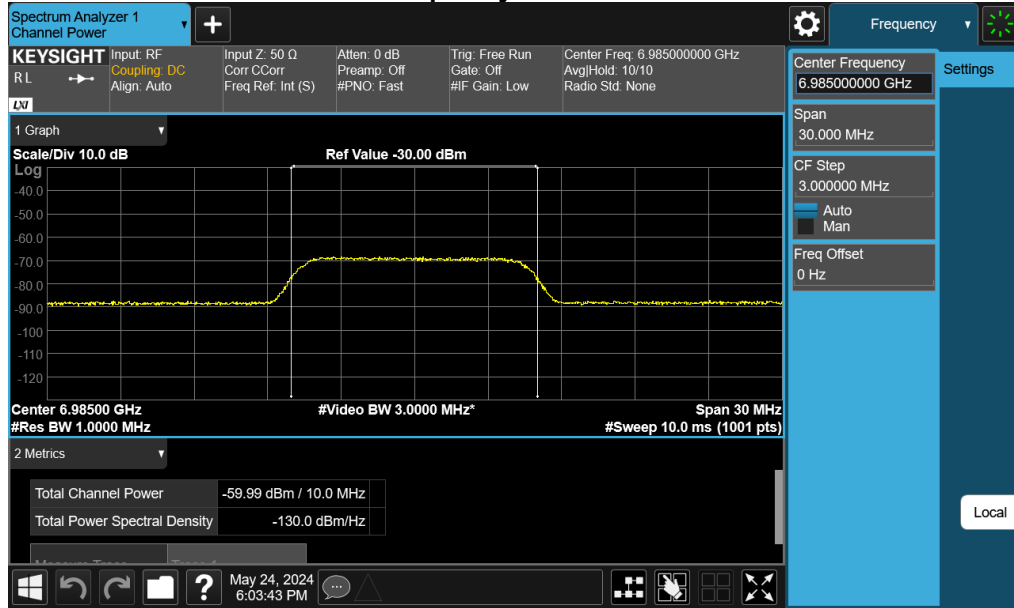 Spectrum Analyzer 1
Channel Power
+
Frequency
KEYSIGHT
R L
LXI
Input: RF
Coupling: DC
Align: Auto
Input Z: 50 Ω
Corr CCorr
Freq Ref: Int (S)
Atten: 0 dB
Preamp: Off
#PNO: Fast
Trig: Free Run
Gate: Off
#IF Gain: Low
Center Freq: 6.985000000 GHz
Avg|Hold: 10/10
Radio Std: None
Center Frequency
6.985000000 GHz
Settings
Span
30.000 MHz
CF Step
3.000000 MHz
Auto
Man
Freq Offset
0 Hz
Local
1 Graph
Scale/Div 10.0 dB
Ref Value -30.00 dBm
Log
-40.0
-50.0
-60.0
-70.0
-80.0
-90.0
-100
-110
-120
Center 6.98500 GHz
#Video BW 3.0000 MHz*
Span 30 MHz
#Res BW 1.0000 MHz
#Sweep 10.0 ms (1001 pts)
2 Metrics
Total Channel Power -59.99 dBm / 10.0 MHz
Total Power Spectral Density -130.0 dBm/Hz
?
May 24, 2024
6:03:43 PM